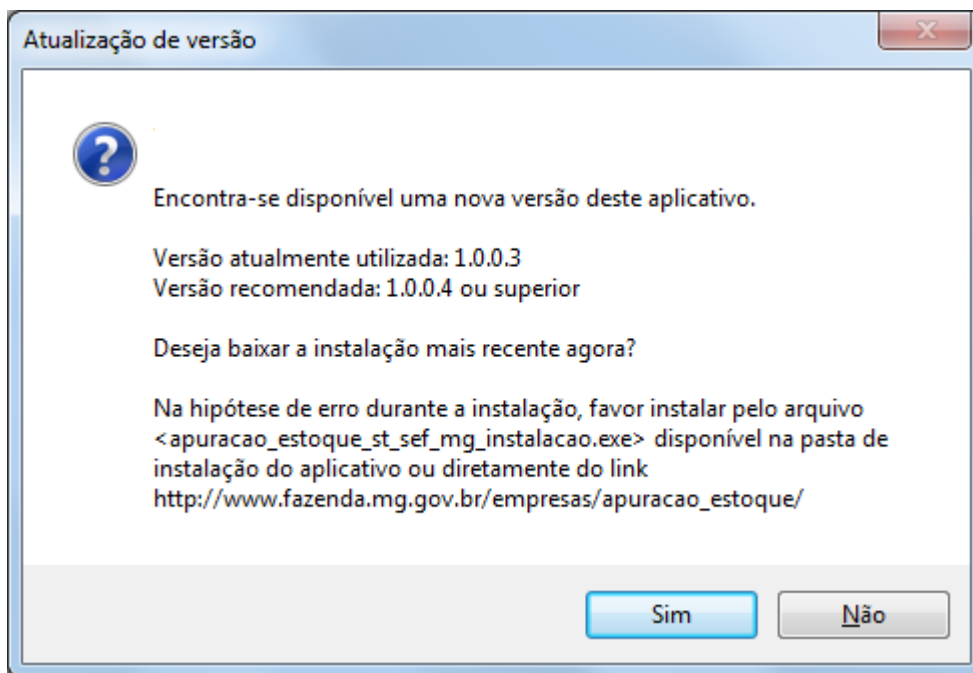 Atualização de versão
Encontra-se disponível uma nova versão deste aplicativo.
Versão atualmente utilizada: 1.0.0.3
Versão recomendada: 1.0.0.4 ou superior
Deseja baixar a instalação mais recente agora?
Na hipótese de erro durante a instalação, favor instalar pelo arquivo
<apuracao_estoque_st_sef_mg_instalacao.exe> disponível na pasta de
instalação do aplicativo ou diretamente do link
http://www.fazenda.mg.gov.br/empresas/apuracao_estoque/
Sim
Não